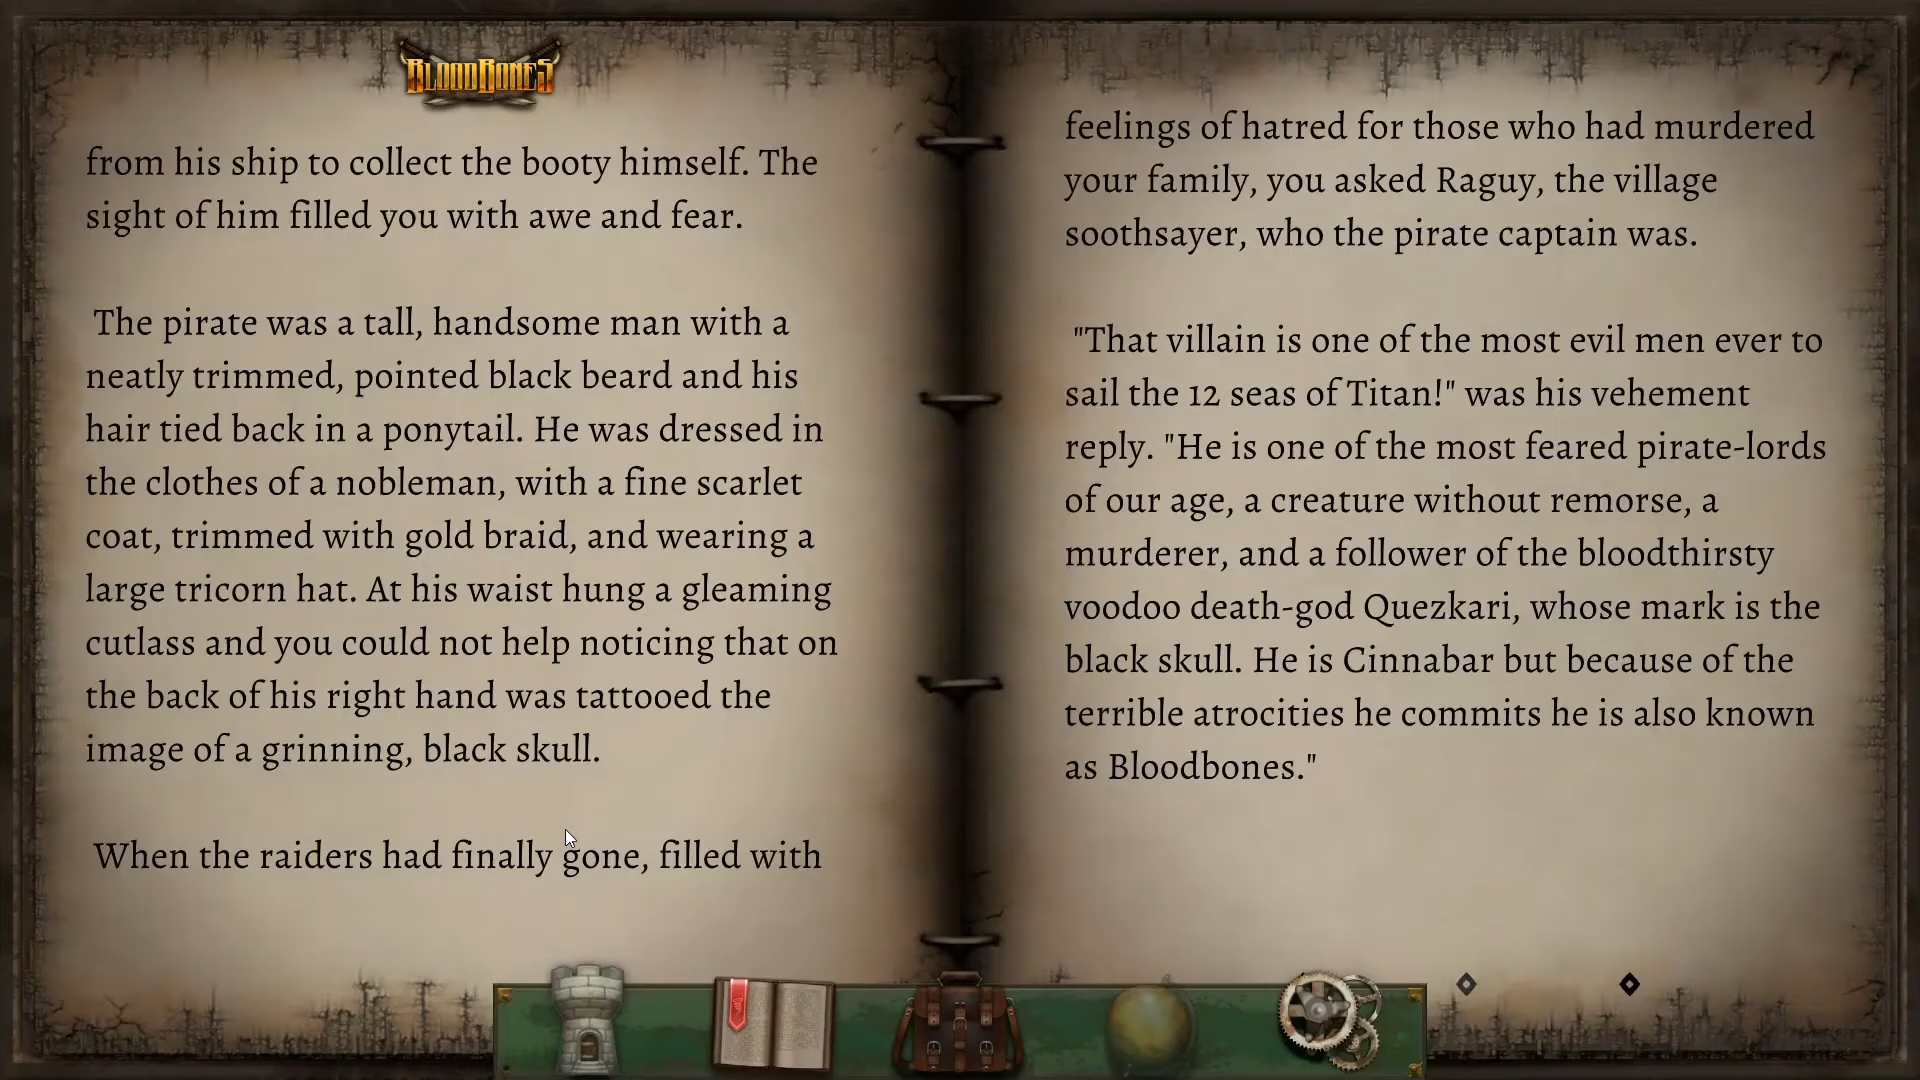 BLOODBONES
from his ship to collect the booty himself. The
sight of him filled you with awe and fear.
The pirate was a tall, handsome man with a
neatly trimmed, pointed black beard and his
hair tied back in a ponytail. He was dressed in
the clothes of a nobleman, with a fine scarlet
coat, trimmed with gold braid, and wearing a
large tricorn hat. At his waist hung a gleaming
cutlass and you could not help noticing that on
the back of his right hand was tattooed the
image of a grinning, black skull.
When the raiders had finally gone, filled with
feelings of hatred for those who had murdered
your family, you asked Raguy, the village
soothsayer, who the pirate captain was.
"That villain is one of the most evil men ever to
sail the 12 seas of Titan!" was his vehement
reply. "He is one of the most feared pirate-lords
of our age, a creature without remorse, a
murderer, and a follower of the bloodthirsty
voodoo death-god Quezkari, whose mark is the
black skull. He is Cinnabar but because of the
terrible atrocities he commits he is also known
as Bloodbones."